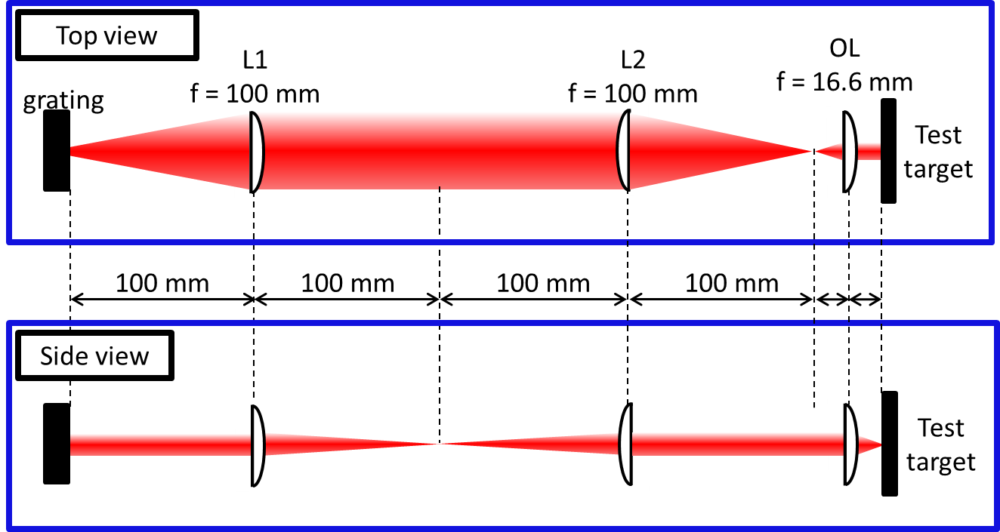 Top view
grating
L1
f = 100 mm
L2
f = 100 mm
OL
f = 16.6 mm
Test
target
100 mm
100 mm
100 mm
100 mm
Side view
Test
target